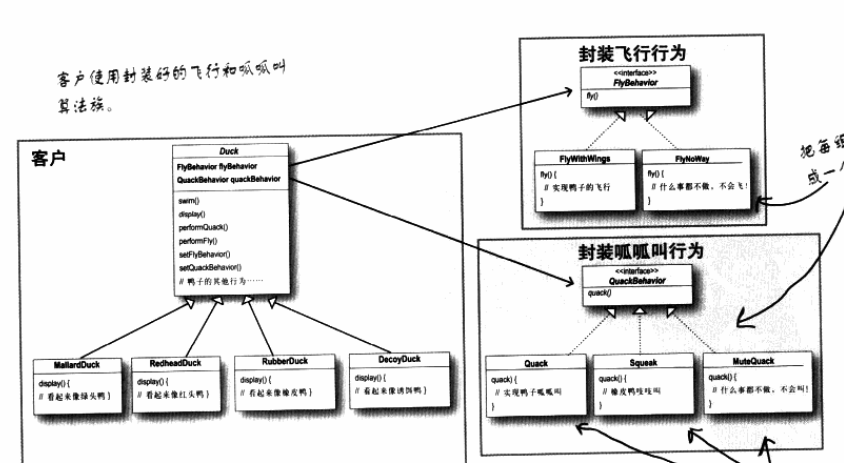 客户使用封装好的飞行和呱呱叫
算法族。
客户
Duck
FlyBehavior flyBehavior
QuackBehavior quackBehavior
swim()
display()
performQuack()
performFly()
setFlyBehavior()
setQuackBehavior()
// 鸭子的其他行为……
MallardDuck
display() {
// 看起来像绿头鸭 }
RedheadDuck
display() {
// 看起来像红头鸭 }
RubberDuck
display() {
// 看起来像橡皮鸭 }
DecoyDuck
display() {
// 看起来像诱饵鸭 }
封装飞行行为
<<interface>>
FlyBehavior
fly()
FlyWithWings
fly() {
// 实现鸭子的飞行
}
FlyNoWay
fly() {
// 什么事都不做，不会飞！
}
把每
或一
封装呱呱叫行为
<<interface>>
QuackBehavior
quack()
Quack
quack) {
// 实现鸭子呱呱叫
}
Squeak
quack() {
// 橡皮鸭吱吱叫
}
MuteQuack
quack() {
// 什么事都不做，不会叫！
}